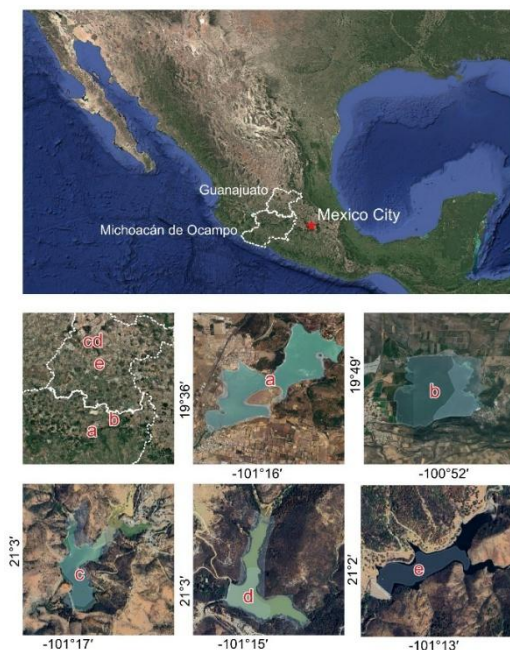 Guanajuato
Mexico City
Michoacán de Ocampo
cd
e
a
b
19°36′
a
-101°16′
19°49′
b
-100°52′
21°3′
c
-101°17′
21°3′
d
-101°15′
21°2′
e
-101°13′